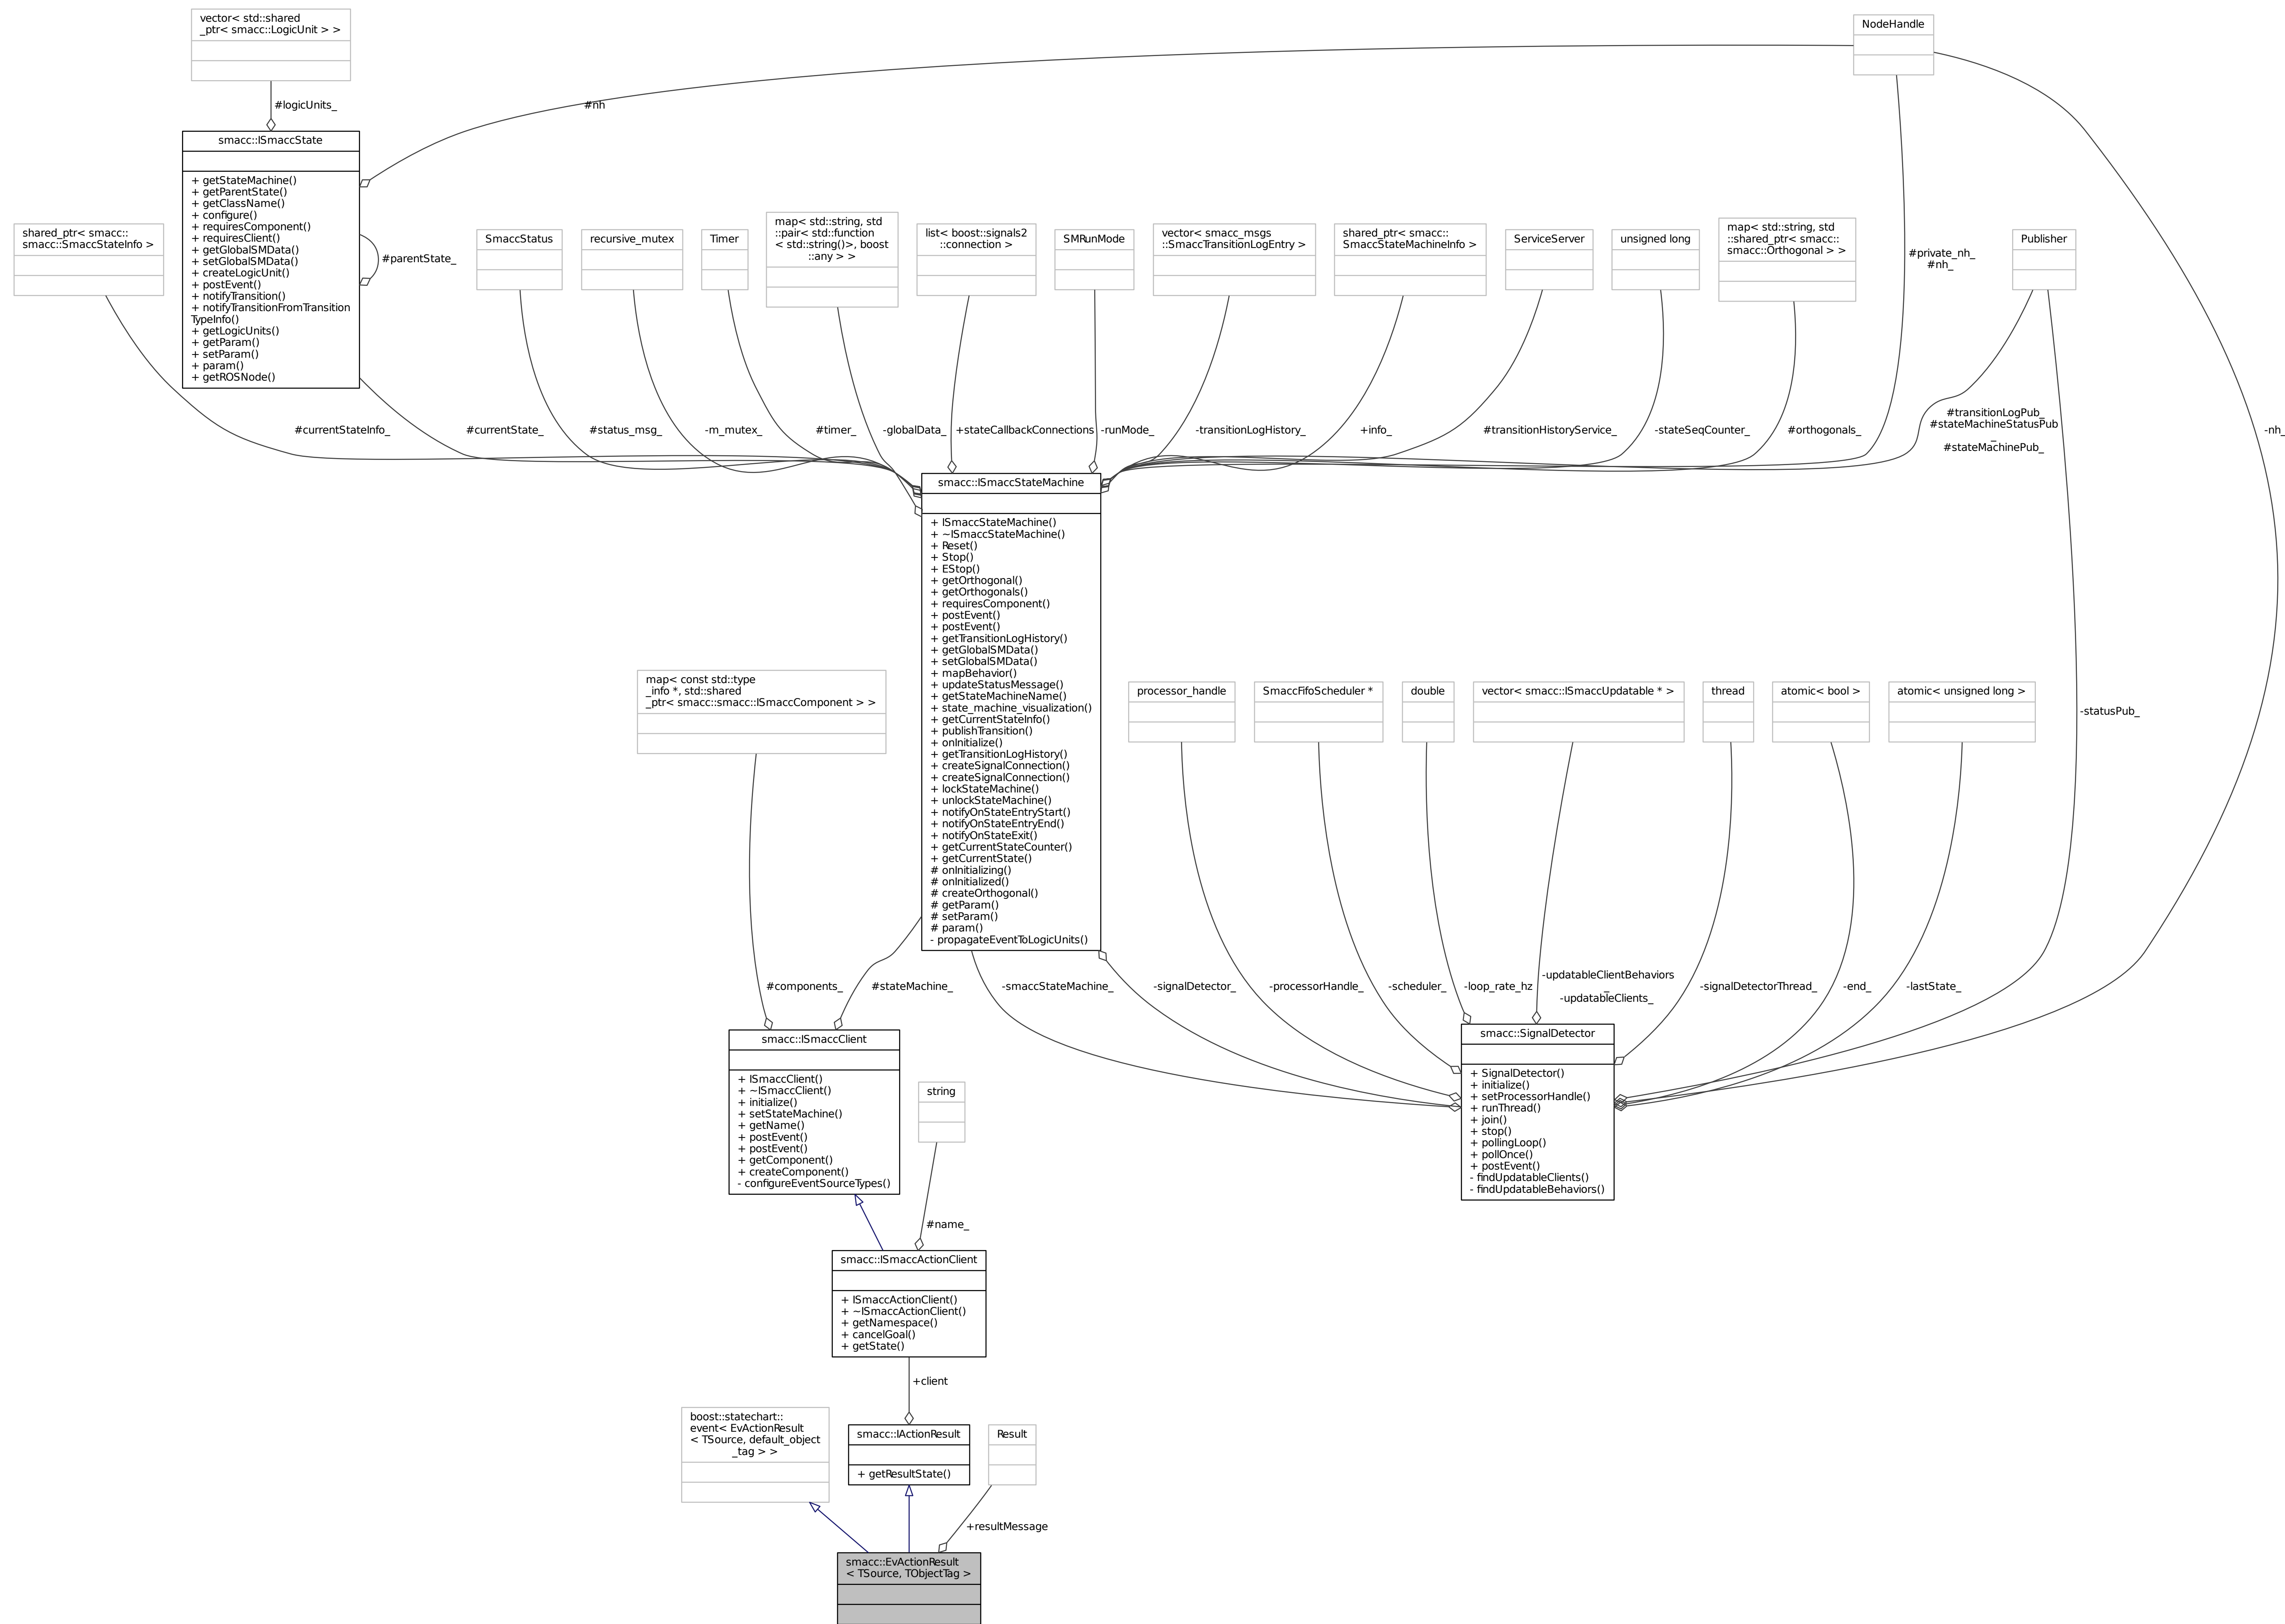 vector< std::shared
_ptr< smacc::LogicUnit > >
NodeHandle
#logicUnits_
#nh
smacc::ISmaccState
+ getStateMachine()
+ getParentState()
+ getClassName()
+ configure()
+ requiresComponent()
+ requiresClient()
+ getGlobalSMData()
+ setGlobalSMData()
+ createLogicUnit()
+ postEvent()
+ notifyTransition()
+ notifyTransitionFromTransition
TypeInfo()
+ getLogicUnits()
+ getParam()
+ setParam()
+ param()
+ getROSNode()
#parentState_
shared_ptr< smacc::
smacc::SmaccStateInfo >
SmaccStatus
recursive_mutex
Timer
map< std::string, std
::pair< std::function
< std::string()>, boost
::any > >
list< boost::signals2
::connection >
SMRunMode
vector< smacc_msgs
::SmaccTransitionLogEntry >
shared_ptr< smacc::
SmaccStateMachineInfo >
ServiceServer
unsigned long
map< std::string, std
::shared_ptr< smacc::
smacc::Orthogonal > >
#private_nh_
#nh_
Publisher
#currentStateInfo_
#currentState_
#status_msg_
-m_mutex_
#timer_
-globalData_
+stateCallbackConnections
-runMode_
-transitionLogHistory_
+info_
#transitionHistoryService_
-stateSeqCounter_
#orthogonals_
#transitionLogPub_
#stateMachineStatusPub
_
#stateMachinePub_
-nh_
smacc::ISmaccStateMachine
+ ISmaccStateMachine()
+ ~ISmaccStateMachine()
+ Reset()
+ Stop()
+ EStop()
+ getOrthogonal()
+ getOrthogonals()
+ requiresComponent()
+ postEvent()
+ postEvent()
+ getTransitionLogHistory()
+ getGlobalSMData()
+ setGlobalSMData()
+ mapBehavior()
+ updateStatusMessage()
+ getStateMachineName()
+ state_machine_visualization()
+ getCurrentStateInfo()
+ publishTransition()
+ onInitialize()
+ getTransitionLogHistory()
+ createSignalConnection()
+ createSignalConnection()
+ lockStateMachine()
+ unlockStateMachine()
+ notifyOnStateEntryStart()
+ notifyOnStateEntryEnd()
+ notifyOnStateExit()
+ getCurrentStateCounter()
+ getCurrentState()
# onInitializing()
# onInitialized()
# createOrthogonal()
# getParam()
# setParam()
# param()
- propagateEventToLogicUnits()
map< const std::type
_info *, std::shared
_ptr< smacc::smacc::ISmaccComponent > >
processor_handle
SmaccFifoScheduler *
double
vector< smacc::ISmaccUpdatable * >
thread
atomic< bool >
atomic< unsigned long >
-statusPub_
#components_
#stateMachine_
-smaccStateMachine_
-signalDetector_
-processorHandle_
-scheduler_
-loop_rate_hz
-updatableClientBehaviors
_
-updatableClients_
-signalDetectorThread_
-end_
-lastState_
smacc::ISmaccClient
+ ISmaccClient()
+ ~ISmaccClient()
+ initialize()
+ setStateMachine()
+ getName()
+ postEvent()
+ postEvent()
+ getComponent()
+ createComponent()
- configureEventSourceTypes()
smacc::SignalDetector
+ SignalDetector()
+ initialize()
+ setProcessorHandle()
+ runThread()
+ join()
+ stop()
+ pollingLoop()
+ pollOnce()
+ postEvent()
- findUpdatableClients()
- findUpdatableBehaviors()
string
#name_
smacc::ISmaccActionClient
+ ISmaccActionClient()
+ ~ISmaccActionClient()
+ getNamespace()
+ cancelGoal()
+ getState()
+client
boost::statechart::
event< EvActionResult
< TSource, default_object
_tag > >
smacc::IActionResult
+ getResultState()
Result
+resultMessage
smacc::EvActionResult
< TSource, TObjectTag >